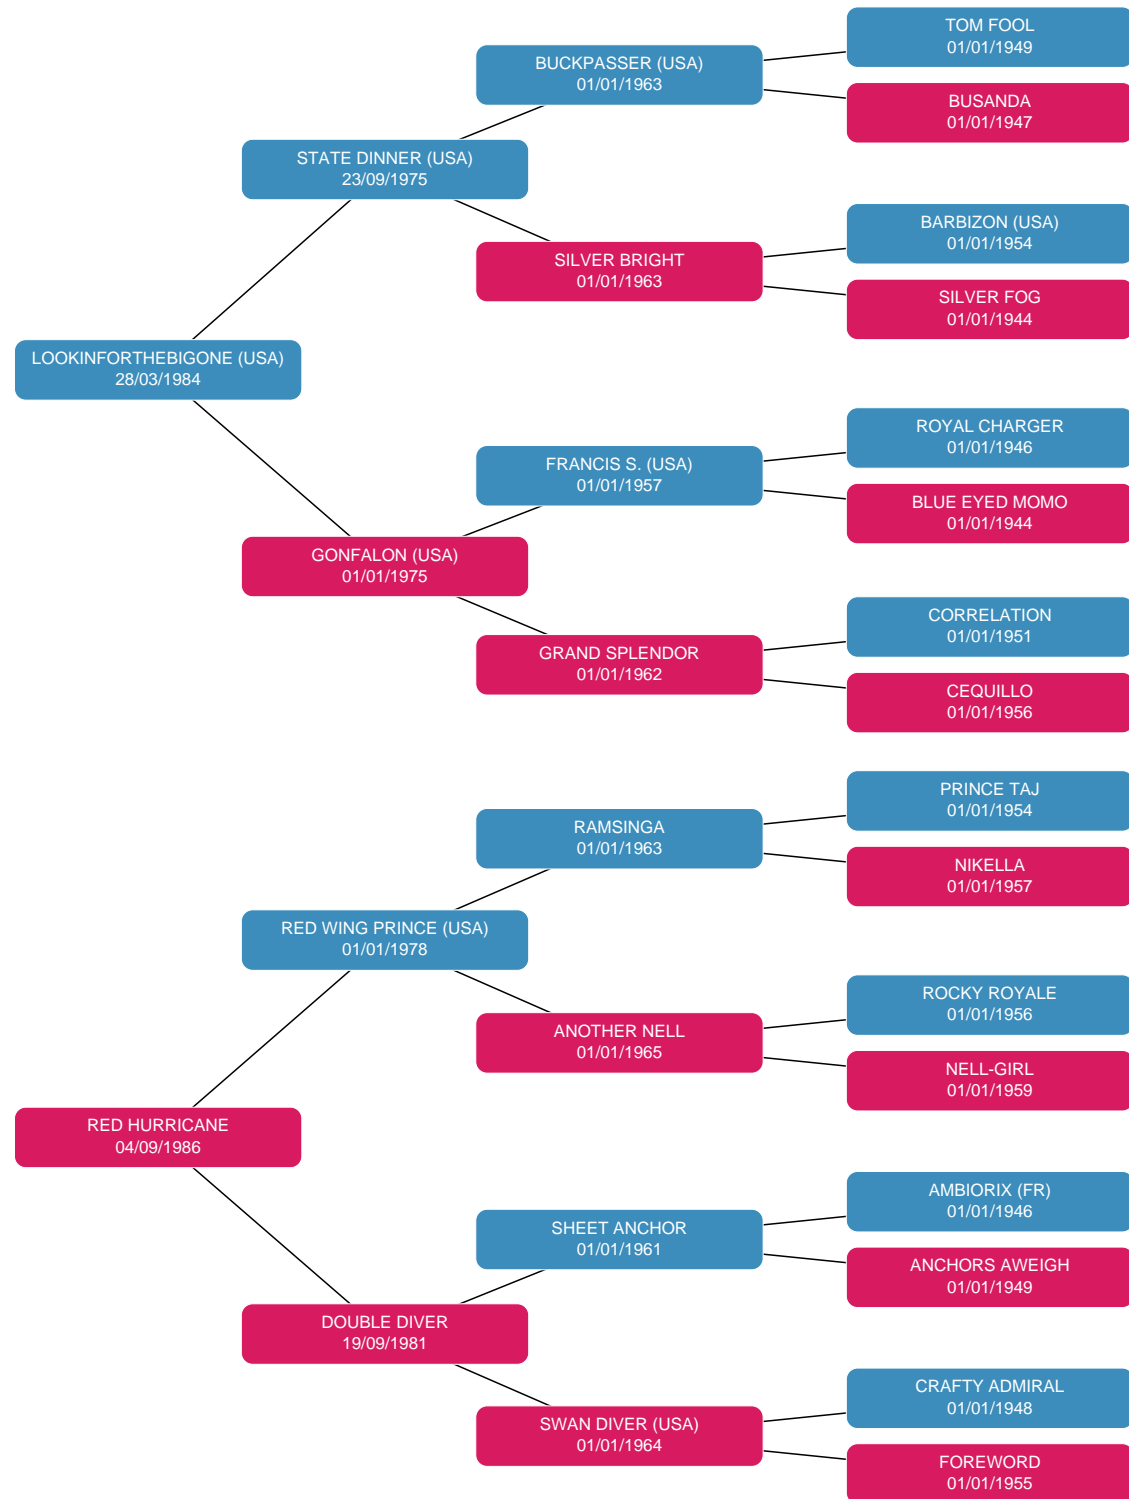 TOM FOOL
01/01/1949
BUCKPASSER (USA)
01/01/1963
BUSANDA
01/01/1947
STATE DINNER (USA)
23/09/1975
BARBIZON (USA)
01/01/1954
SILVER BRIGHT
01/01/1963
SILVER FOG
01/01/1944
LOOKINFORTHEBIGONE (USA)
28/03/1984
ROYAL CHARGER
01/01/1946
FRANCIS S. (USA)
01/01/1957
BLUE EYED MOMO
01/01/1944
GONFALON (USA)
01/01/1975
CORRELATION
01/01/1951
GRAND SPLENDOR
01/01/1962
CEQUILLO
01/01/1956
PRINCE TAJ
01/01/1954
RAMSINGA
01/01/1963
NIKELLA
01/01/1957
RED WING PRINCE (USA)
01/01/1978
ROCKY ROYALE
01/01/1956
ANOTHER NELL
01/01/1965
NELL-GIRL
01/01/1959
RED HURRICANE
04/09/1986
AMBIORIX (FR)
01/01/1946
SHEET ANCHOR
01/01/1961
ANCHORS AWEIGH
01/01/1949
DOUBLE DIVER
19/09/1981
CRAFTY ADMIRAL
01/01/1948
SWAN DIVER (USA)
01/01/1964
FOREWORD
01/01/1955